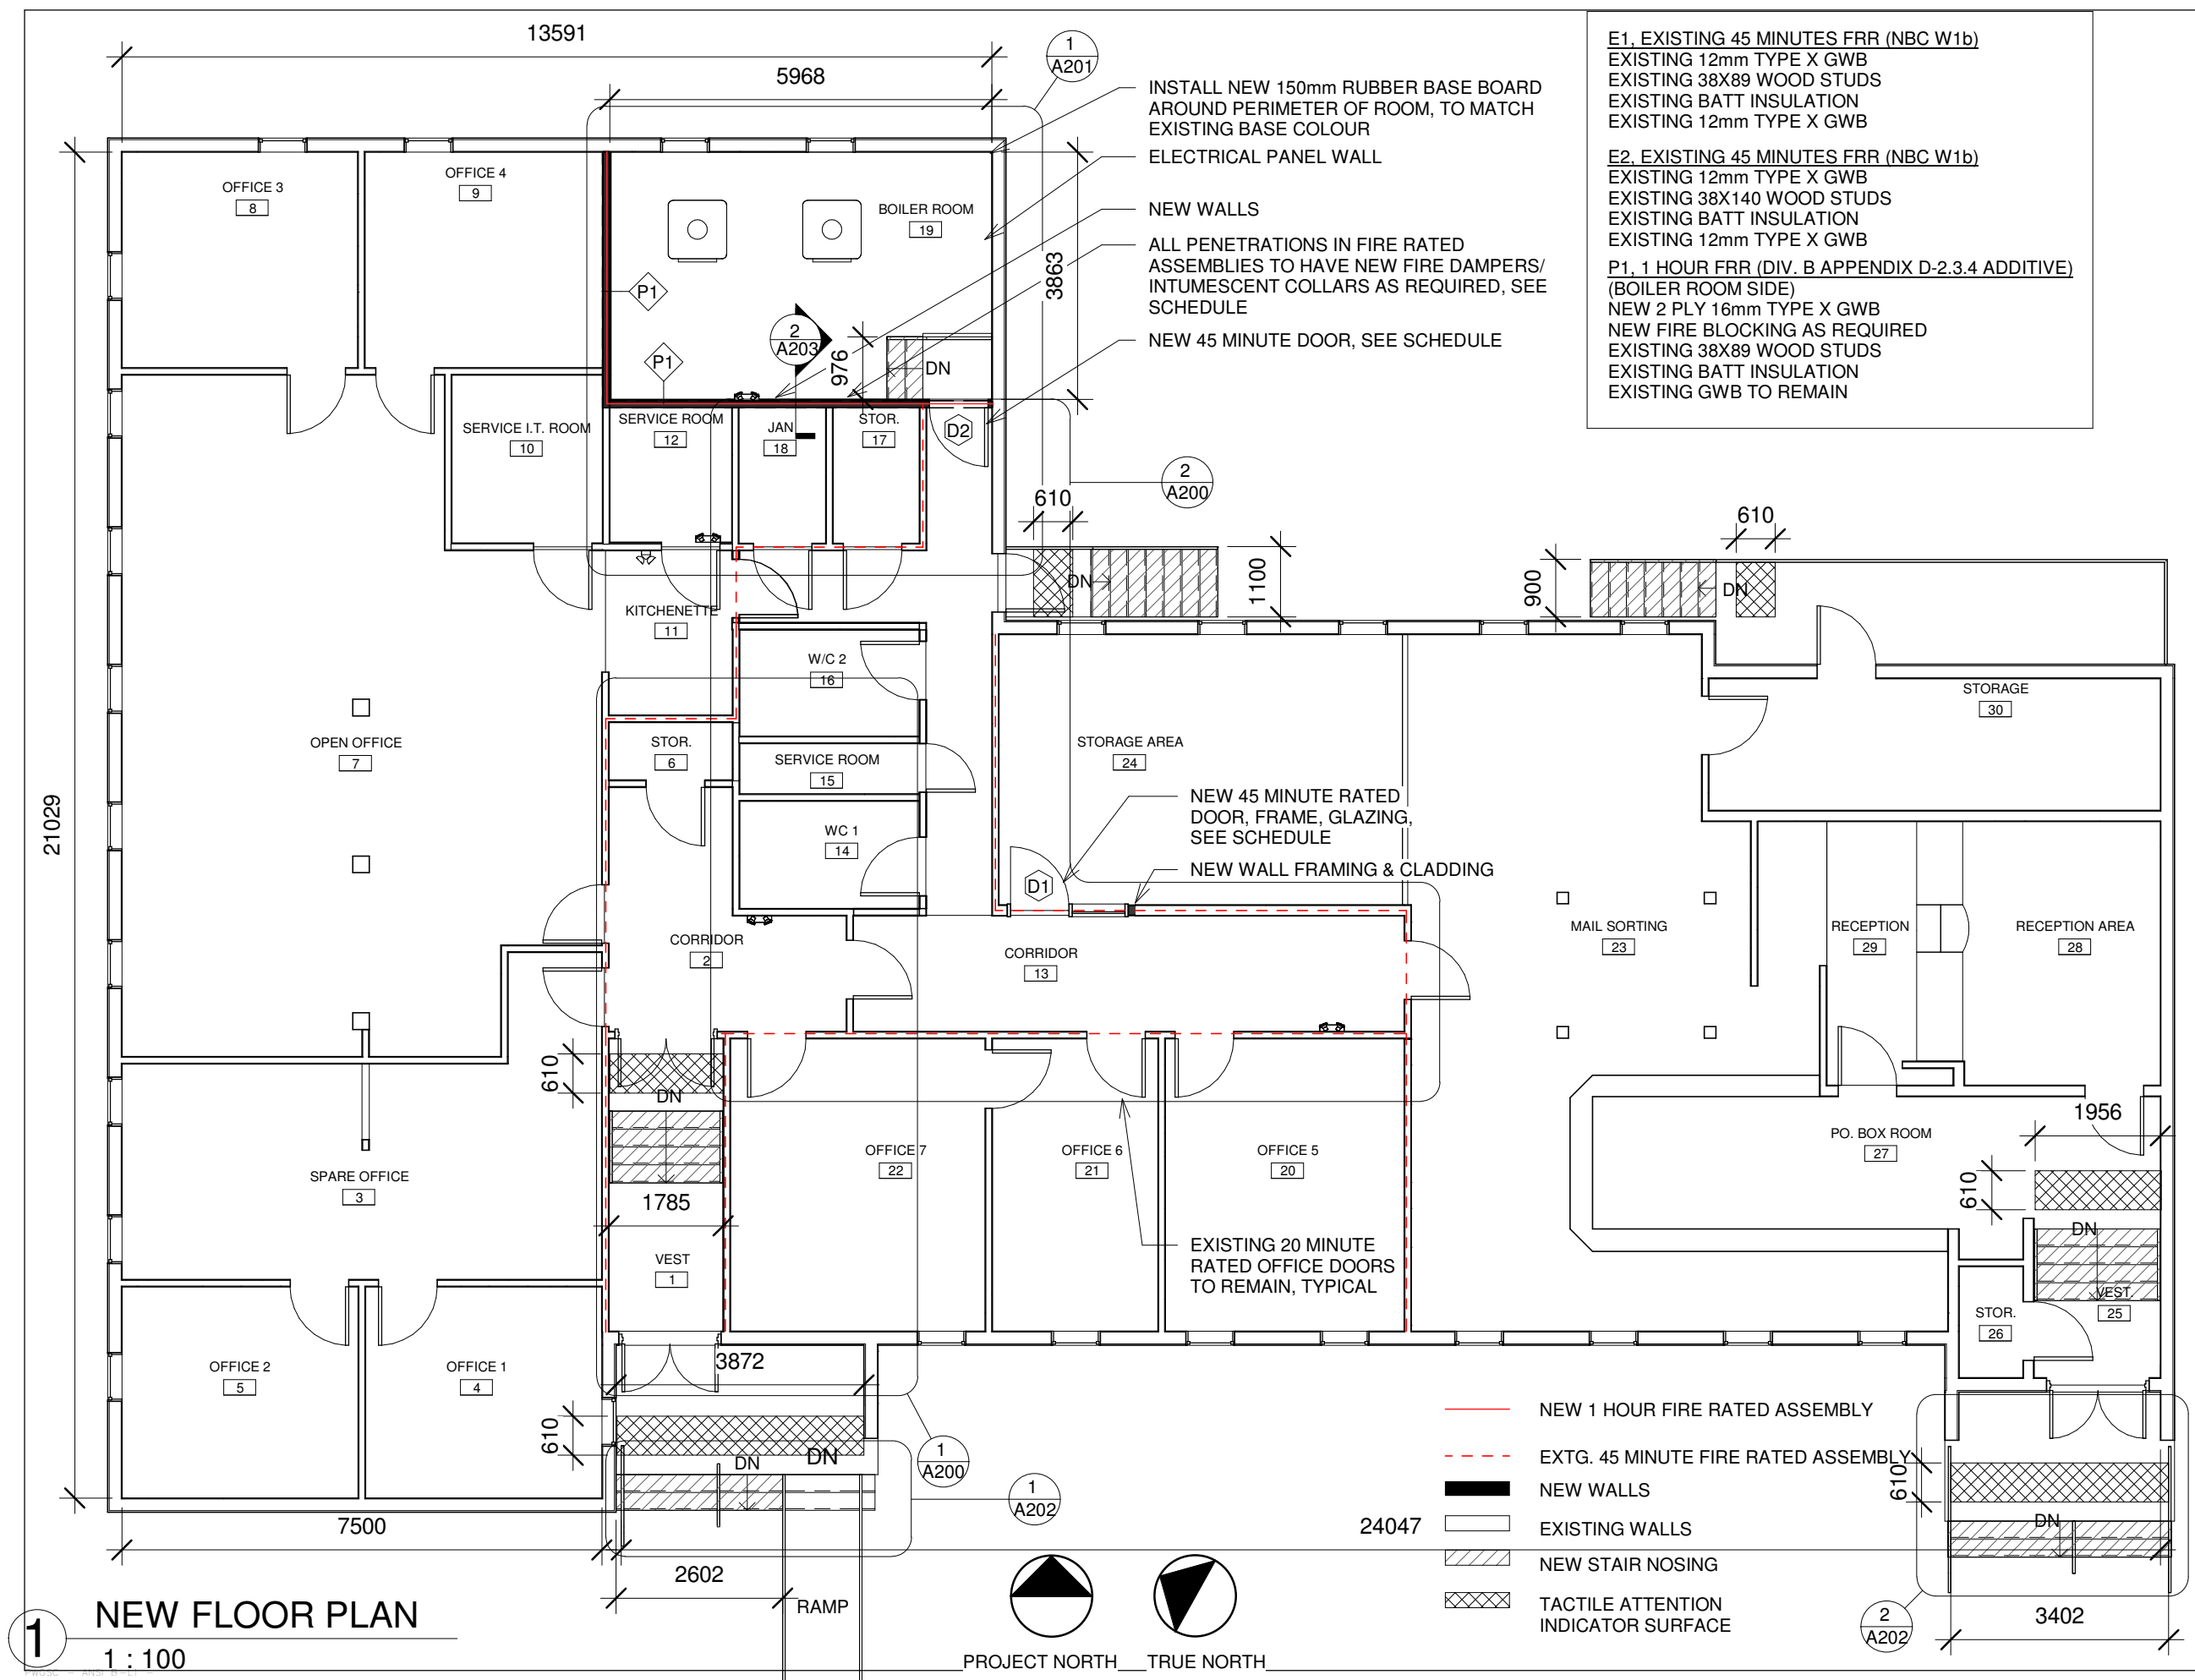 13591
5968
1
A201
INSTALL NEW 150mm RUBBER BASE BOARD
AROUND PERIMETER OF ROOM, TO MATCH
EXISTING BASE COLOUR
ELECTRICAL PANEL WALL
NEW WALLS
ALL PENETRATIONS IN FIRE RATED
ASSEMBLIES TO HAVE NEW FIRE DAMPERS/
INTUMESCENT COLLARS AS REQUIRED, SEE
SCHEDULE
NEW 45 MINUTE DOOR, SEE SCHEDULE
E1, EXISTING 45 MINUTES FRR (NBC W1b)
EXISTING 12mm TYPE X GWB
EXISTING 38X89 WOOD STUDS
EXISTING BATT INSULATION
EXISTING 12mm TYPE X GWB
E2, EXISTING 45 MINUTES FRR (NBC W1b)
EXISTING 12mm TYPE X GWB
EXISTING 38X140 WOOD STUDS
EXISTING BATT INSULATION
EXISTING 12mm TYPE X GWB
P1, 1 HOUR FRR (DIV. B APPENDIX D-2.3.4 ADDITIVE)
(BOILER ROOM SIDE)
NEW 2 PLY 16mm TYPE X GWB
NEW FIRE BLOCKING AS REQUIRED
EXISTING 38X89 WOOD STUDS
EXISTING BATT INSULATION
EXISTING GWB TO REMAIN
OFFICE 3
8
OFFICE 4
9
BOILER ROOM
19
3863
P1
P1
2
A203
976
DN
SERVICE I.T. ROOM
10
SERVICE ROOM
12
JAN
18
STOR.
17
D2
2
A200
610
DN
1100
610
900
DN
KITCHENETTE
11
W/C 2
16
STORAGE
30
OPEN OFFICE
7
STOR.
6
SERVICE ROOM
15
STORAGE AREA
24
21029
NEW 45 MINUTE RATED
DOOR, FRAME, GLAZING,
SEE SCHEDULE
WC 1
14
NEW WALL FRAMING & CLADDING
D1
CORRIDOR
2
CORRIDOR
13
MAIL SORTING
23
RECEPTION
29
RECEPTION AREA
28
610
DN
1956
PO. BOX ROOM
27
OFFICE 7
22
OFFICE 6
21
OFFICE 5
20
SPARE OFFICE
3
1785
610
DN
VEST
1
EXISTING 20 MINUTE
RATED OFFICE DOORS
TO REMAIN, TYPICAL
VEST.
25
STOR.
26
OFFICE 2
5
OFFICE 1
4
3872
610
DN
DN
1
A200
1
A202
NEW 1 HOUR FIRE RATED ASSEMBLY
EXTG. 45 MINUTE FIRE RATED ASSEMBLY
NEW WALLS
EXISTING WALLS
NEW STAIR NOSING
TACTILE ATTENTION
INDICATOR SURFACE
610
DN
7500
24047
2602
RAMP
3402
2
A202
1
NEW FLOOR PLAN
1 : 100
PROJECT NORTH
TRUE NORTH